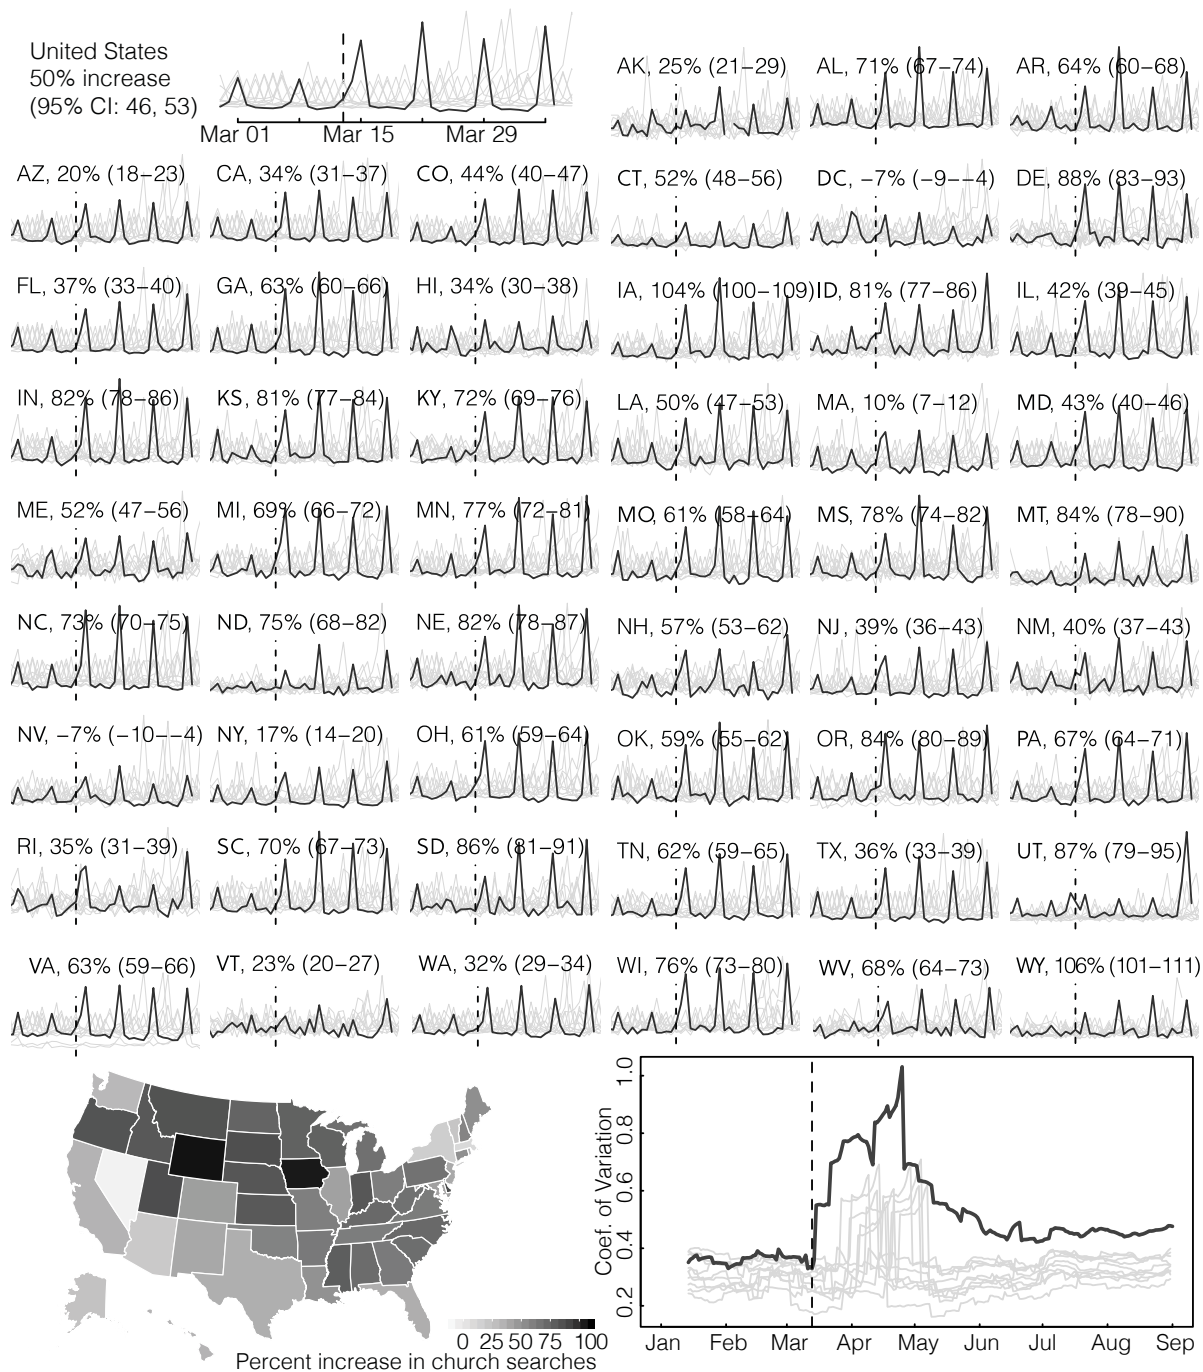 United States
50% increase
(95% CI: 46, 53)
Mar 01 Mar 15 Mar 29
AK, 25% (21−29) AL, 71% (67−74) AR, 64% (60−68)
AZ, 20% (18−23) CA, 34% (31−37) CO, 44% (40−47) CT, 52% (48−56) DC, −7% (−9−−4) DE, 88% (83−93)
FL, 37% (33−40) GA, 63% (60−66) HI, 34% (30−38) IA, 104% (100−109) ID, 81% (77−86) IL, 42% (39−45)
IN, 82% (78−86) KS, 81% (77−84) KY, 72% (69−76) LA, 50% (47−53) MA, 10% (7−12) MD, 43% (40−46)
ME, 52% (47−56) MI, 69% (66−72) MN, 77% (72−81) MO, 61% (58−64) MS, 78% (74−82) MT, 84% (78−90)
NC, 73% (70−75) ND, 75% (68−82) NE, 82% (78−87) NH, 57% (53−62) NJ, 39% (36−43) NM, 40% (37−43)
NV, −7% (−10−−4) NY, 17% (14−20) OH, 61% (59−64) OK, 59% (55−62) OR, 84% (80−89) PA, 67% (64−71)
RI, 35% (31−39) SC, 70% (67−73) SD, 86% (81−91) TN, 62% (59−65) TX, 36% (33−39) UT, 87% (79−95)
VA, 63% (59−66) VT, 23% (20−27) WA, 32% (29−34) WI, 76% (73−80) WV, 68% (64−73) WY, 106% (101−111)
0 25 50 75 100
Percent increase in church searches
Coef. of Variation
1.0
0.8
0.6
0.4
0.2
Jan Feb Mar Apr May Jun Jul Aug Sep